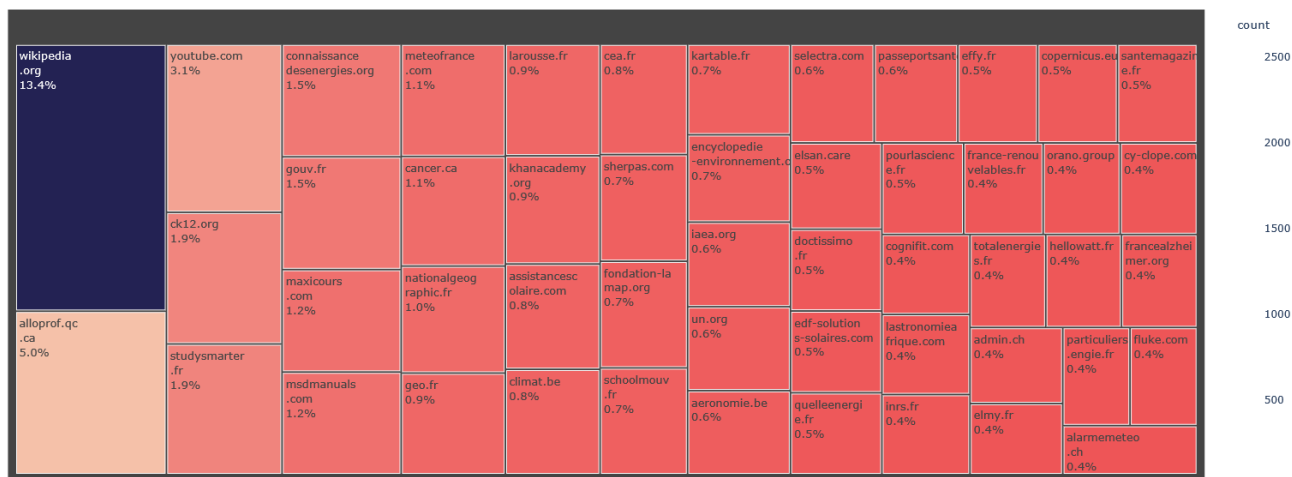 wikipedia
.org
13.4%
alloprof.qc
.ca
5.0%
youtube.com
3.1%
ck12.org
1.9%
studysmarter
.fr
1.9%
connaissance
desenergies.org
1.5%
gouv.fr
1.5%
maxicours
.com
1.2%
msdmanuals
.com
1.2%
meteofrance
.com
1.1%
cancer.ca
1.1%
nationalgeog
raphic.fr
1.0%
geo.fr
0.9%
larousse.fr
0.9%
khanacademy
.org
0.9%
assistancesc
olaire.com
0.8%
climat.be
0.8%
cea.fr
0.8%
sherpas.com
0.7%
fondation-la
map.org
0.7%
schoolmouv
.fr
0.7%
kartable.fr
0.7%
encyclopedie
-environnement.o
0.7%
iaea.org
0.6%
un.org
0.6%
aeronomie.be
0.6%
selectra.com
0.6%
passeportsant
0.6%
effy.fr
0.5%
copernicus.eu
0.5%
santemagazin
e.fr
0.5%
elsan.care
0.5%
doctissimo
.fr
0.5%
edf-solution
s-solaires.com
0.5%
quelleenergi
e.fr
0.5%
pourlascienc
e.fr
0.5%
france-renou
velables.fr
0.4%
orano.group
0.4%
cy-clope.com
0.4%
cognifit.com
0.4%
lastronomiea
frique.com
0.4%
inrs.fr
0.4%
totalenergie
s.fr
0.4%
hellowatt.fr
0.4%
francealzhei
mer.org
0.4%
admin.ch
0.4%
elmy.fr
0.4%
particuliers
.engie.fr
0.4%
fluke.com
0.4%
alarmemeteo
.ch
0.4%
count
2500
2000
1500
1000
500